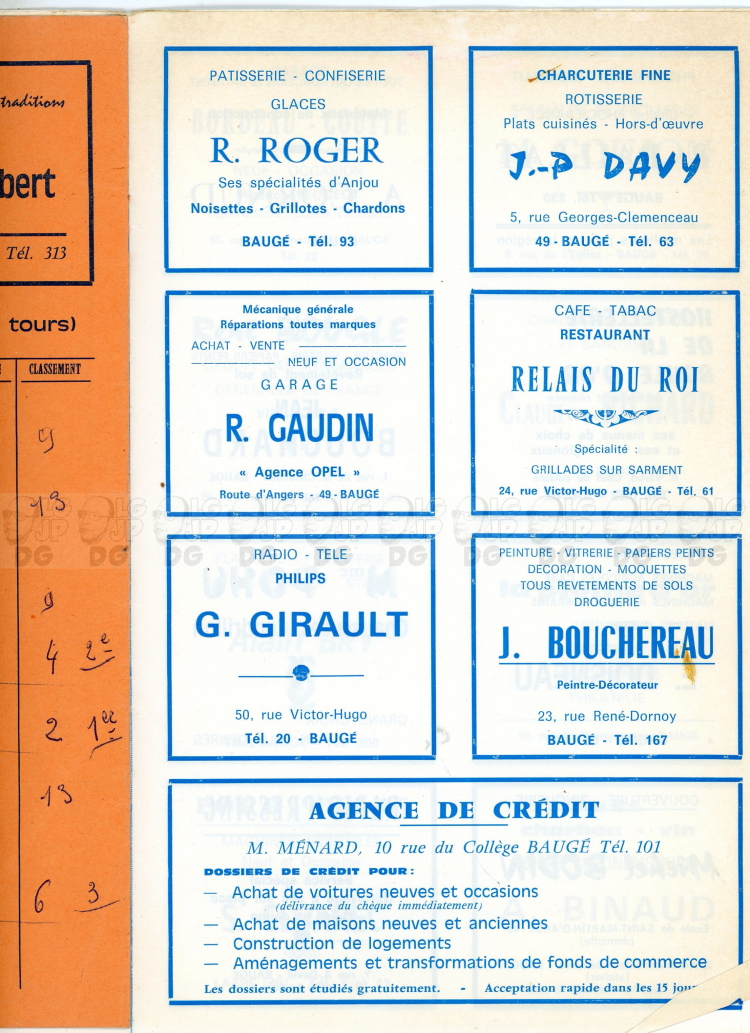 traditions
bert
Tél. 313
tours)
CLASSEMENT
9
13
9
4 2e
2 1er
13
6 3
PATISSERIE - CONFISERIE
GLACES
R. ROGER
Ses spécialités d'Anjou
Noisettes - Grillotes - Chardons
BAUGÉ - Tél. 93
CHARCUTERIE FINE
ROTISSERIE
Plats cuisinés - Hors-d'œuvre
J.-P DAVY
5, rue Georges-Clemenceau
49 - BAUGÉ - Tél. 63
Mécanique générale
Réparations toutes marques
ACHAT - VENTE
NEUF ET OCCASION
GARAGE
R. GAUDIN
« Agence OPEL »
Route d'Angers - 49 - BAUGÉ
CAFE - TABAC
RESTAURANT
RELAIS DU ROI
Spécialité :
GRILLADES SUR SARMENT
24, rue Victor-Hugo - BAUGÉ - Tél. 61
RADIO - TELE
PHILIPS
G. GIRAULT
50, rue Victor-Hugo
Tél. 20 - BAUGÉ
PEINTURE - VITRERIE - PAPIERS PEINTS
DECORATION - MOQUETTES
TOUS REVETEMENTS DE SOLS
DROGUERIE
J. BOUCHEREAU
Peintre-Décorateur
23, rue René-Dornoy
BAUGÉ - Tél. 167
AGENCE DE CRÉDIT
M. MÉNARD, 10 rue du Collège BAUGÉ Tél. 101
DOSSIERS DE CRÉDIT POUR :
— Achat de voitures neuves et occasions
(délivrance du chèque immédiatement)
— Achat de maisons neuves et anciennes
— Construction de logements
— Aménagements et transformations de fonds de commerce
Les dossiers sont étudiés gratuitement. - Acceptation rapide dans les 15